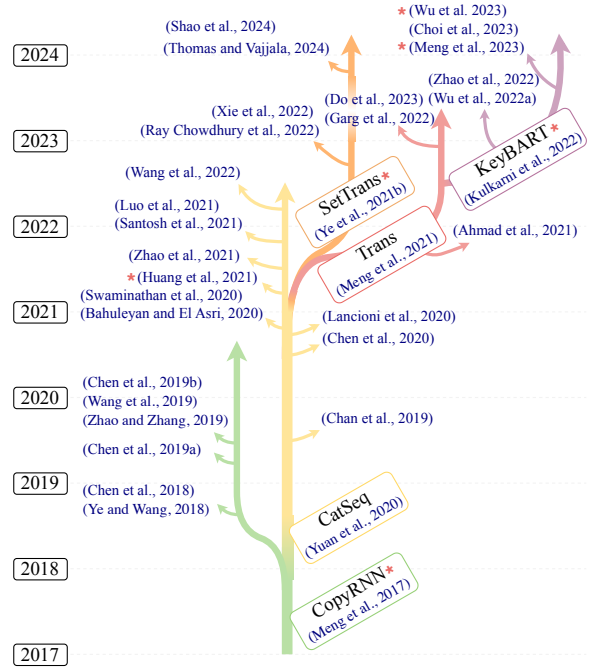 * (Wu et al., 2023)
(Shao et al., 2024)
(Choi et al., 2023)
(Thomas and Vajjala, 2024)
* (Meng et al., 2023)
2024
(Zhao et al., 2022)
(Do et al., 2023)
(Wu et al., 2022a)
(Xie et al., 2022)
(Garg et al., 2022)
(Ray Chowdhury et al., 2022)
2023
KeyBART *
(Kulkarni et al., 2022)
(Wang et al., 2022)
SetTrans *
(Ye et al., 2021b)
(Luo et al., 2021)
(Santosh et al., 2021)
2022
(Ahmad et al., 2021)
Trans
(Meng et al., 2021)
(Zhao et al., 2021)
* (Huang et al., 2021)
(Swaminathan et al., 2020)
(Bahuleyan and El Asri, 2020)
2021
(Lancioni et al., 2020)
(Chen et al., 2020)
(Chen et al., 2019b)
2020
(Wang et al., 2019)
(Zhao and Zhang, 2019)
(Chan et al., 2019)
(Chen et al., 2019a)
2019
(Chen et al., 2018)
(Ye and Wang, 2018)
CatSeq
(Yuan et al., 2020)
2018
CopyRNN *
(Meng et al., 2017)
2017